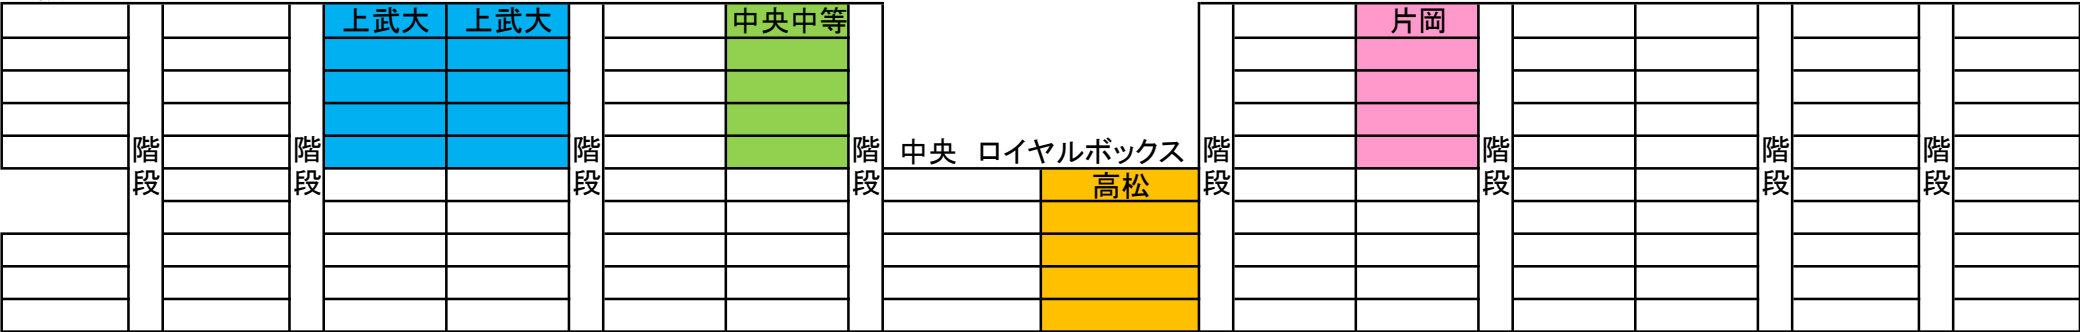 上武大 上武大 中央中等 片岡
階段 階段 階段 階段 中央 ロイヤルボックス 階段 階段 階段 階段
高松